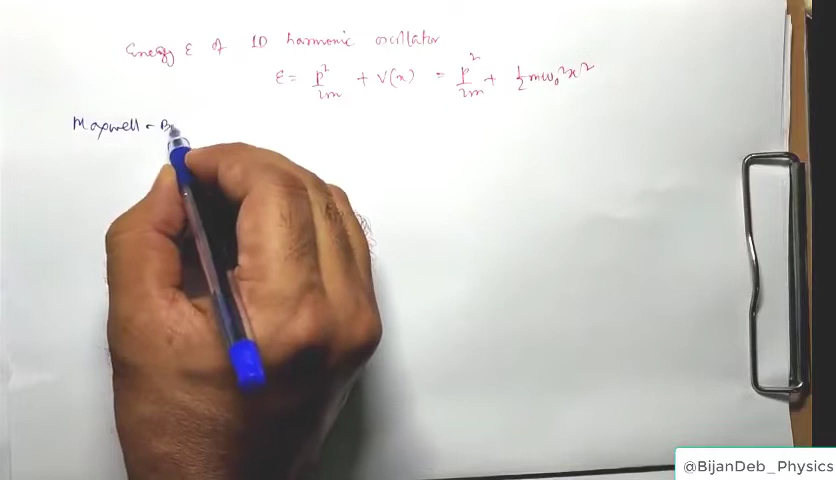 Energy ε of 1D harmonic oscillator
ε = p²/2m + V(x) = p²/2m + ½mω₀²x²
Maxwell - B
@BijanDeb_Physics